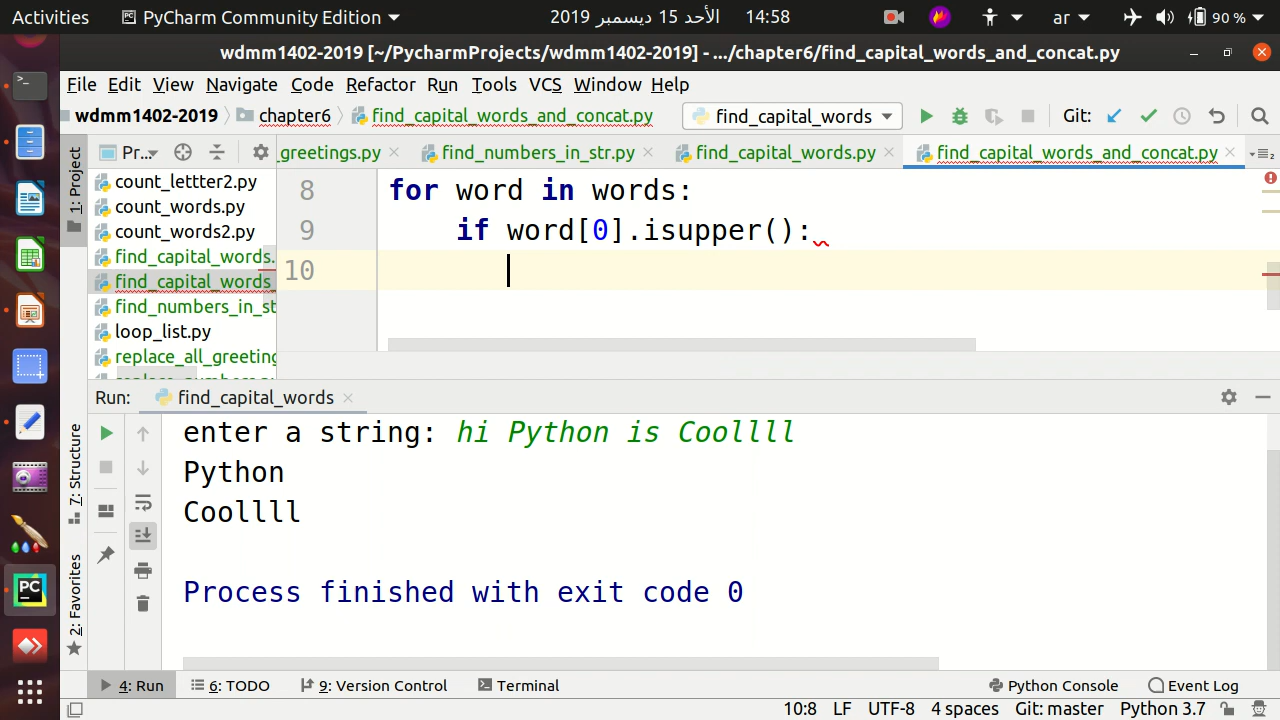 Activities PyCharm Community Edition الأحد 15 ديسمبر 2019 14:58 ar 90 %
wdmm1402-2019 [~/PycharmProjects/wdmm1402-2019] - .../chapter6/find_capital_words_and_concat.py
File Edit View Navigate Code Refactor Run Tools VCS Window Help
wdmm1402-2019 chapter6 find_capital_words_and_concat.py find_capital_words Git:
1: Project Pr... _greetings.py find_numbers_in_str.py find_capital_words.py find_capital_words_and_concat.py
count_lettter2.py
count_words.py
count_words2.py
find_capital_words.
find_capital_words_
find_numbers_in_st
loop_list.py
replace_all_greeting
8 for word in words:
9 if word[0].isupper():
10
Run: find_capital_words
enter a string: hi Python is Coollll
Python
Coollll
Process finished with exit code 0
7: Structure
2: Favorites
4: Run 6: TODO 9: Version Control Terminal Python Console Event Log
10:8 LF UTF-8 4 spaces Git: master Python 3.7